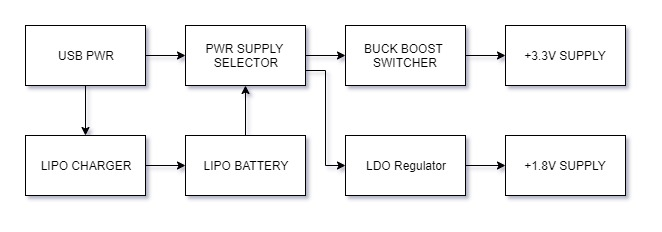 USB PWR
PWR SUPPLY
SELECTOR
BUCK BOOST
SWITCHER
+3.3V SUPPLY
LIPO CHARGER
LIPO BATTERY
LDO Regulator
+1.8V SUPPLY